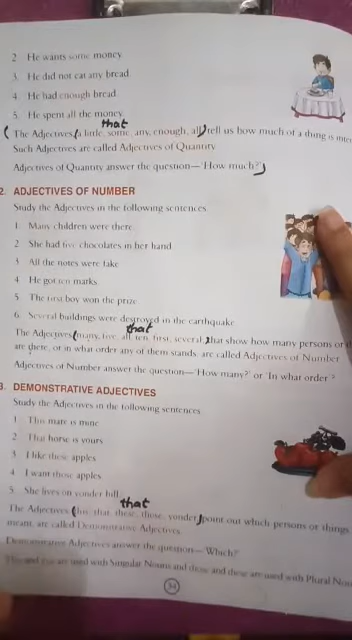 2 He wants some money
3. He did not eat any bread
4. He had enough bread
5. He spent all the money
that
(The Adjectives (a little, some, any, enough, all) tell us how much of a thing is
Such Adjectives are called Adjectives of Quantity
Adjectives of Quantity answer the question—'How much?')
2. ADJECTIVES OF NUMBER
Study the Adjectives in the following sentences
1 Many children were there
2 She had five chocolates in her hand
3 All the notes were fake
4 He got ten marks
5 The first boy won the prize
6. Several buildings were destroyed in the earthquake
that
The Adjectives (many, five, all, ten, first, several,) that show how many persons or
are there, or in what order any of them stands, are called Adjectives of Number
Adjectives of Number answer the question—'How many?' or 'In what order?
3. DEMONSTRATIVE ADJECTIVES
Study the Adjectives in the following sentences
1 This mare is mine
2 That horse is yours
3 I like these apples
4 I want those apples
5. She lives on yonder hill
that
The Adjectives (this, that, these, those, yonder) point out which persons or things
meant, are called Demonstrative Adjectives
Demonstrative Adjectives answer the question—'Which?'
This and are used with Singular Nouns and these and are used with Plural
34